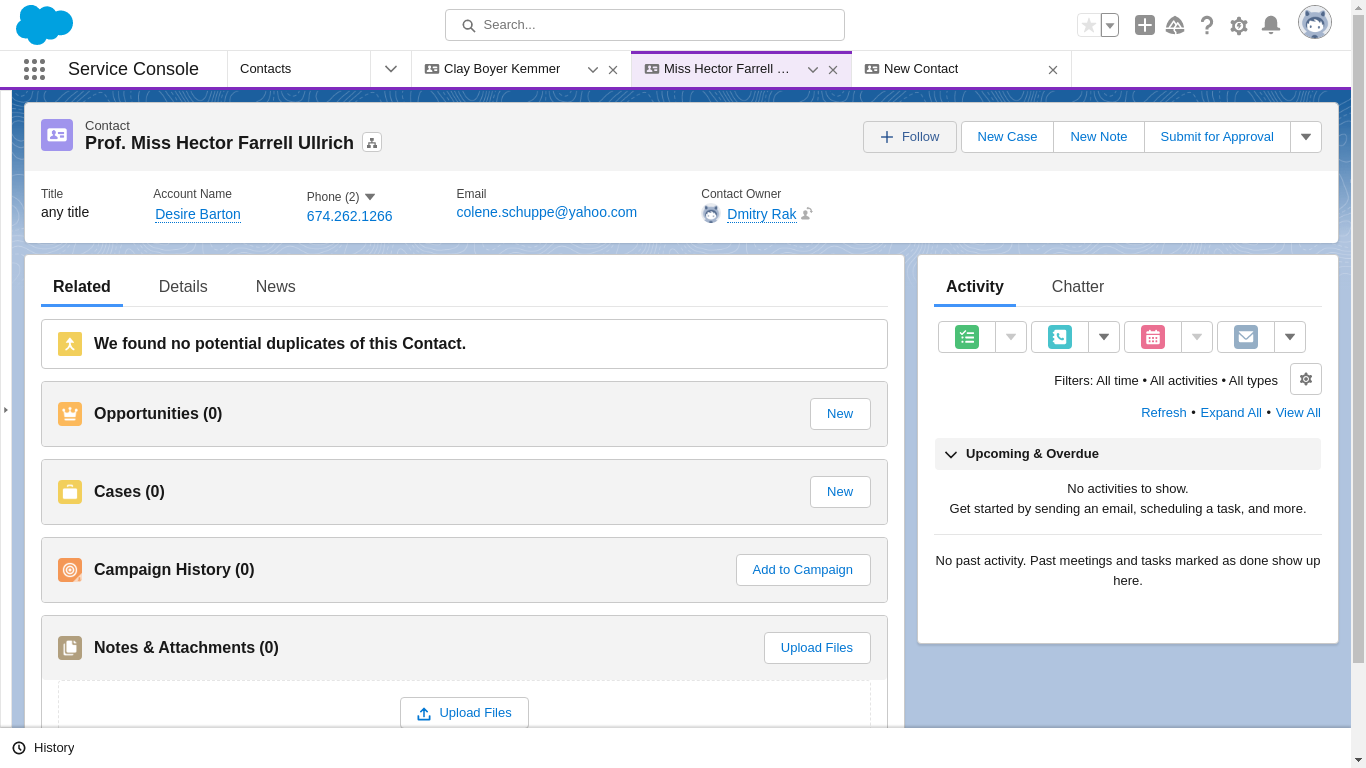 Search...
Service Console
Contacts
Clay Boyer Kemmer
Miss Hector Farrell ...
New Contact
Contact
Prof. Miss Hector Farrell Ullrich
Follow
New Case
New Note
Submit for Approval
Title
any title
Account Name
Desire Barton
Phone (2)
674.262.1266
Email
colene.schuppe@yahoo.com
Contact Owner
Dmitry Rak
Related
Details
News
We found no potential duplicates of this Contact.
Opportunities (0)
New
Cases (0)
New
Campaign History (0)
Add to Campaign
Notes & Attachments (0)
Upload Files
Upload Files
Activity
Chatter
Filters: All time • All activities • All types
Refresh • Expand All • View All
Upcoming & Overdue
No activities to show.
Get started by sending an email, scheduling a task, and more.
No past activity. Past meetings and tasks marked as done show up
here.
History